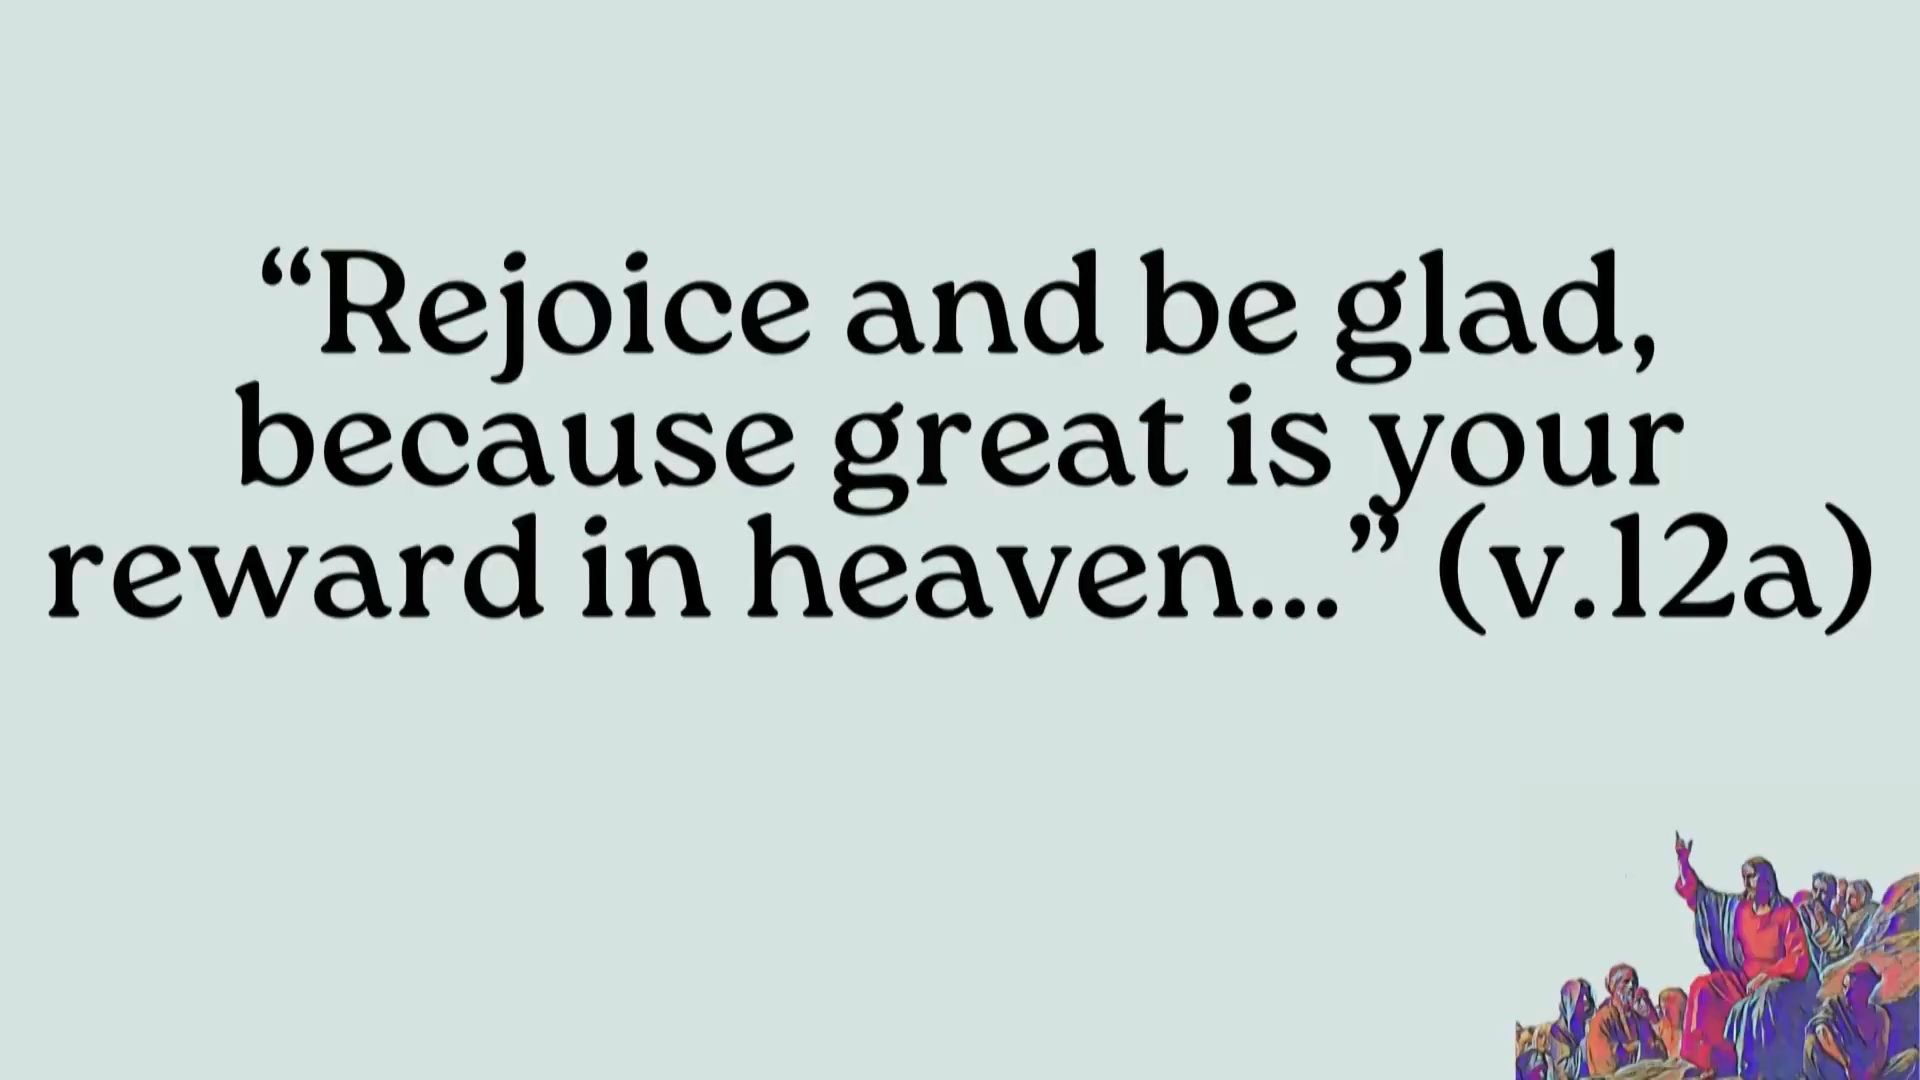 “Rejoice and be glad,
because great is your
reward in heaven...” (v.12a)